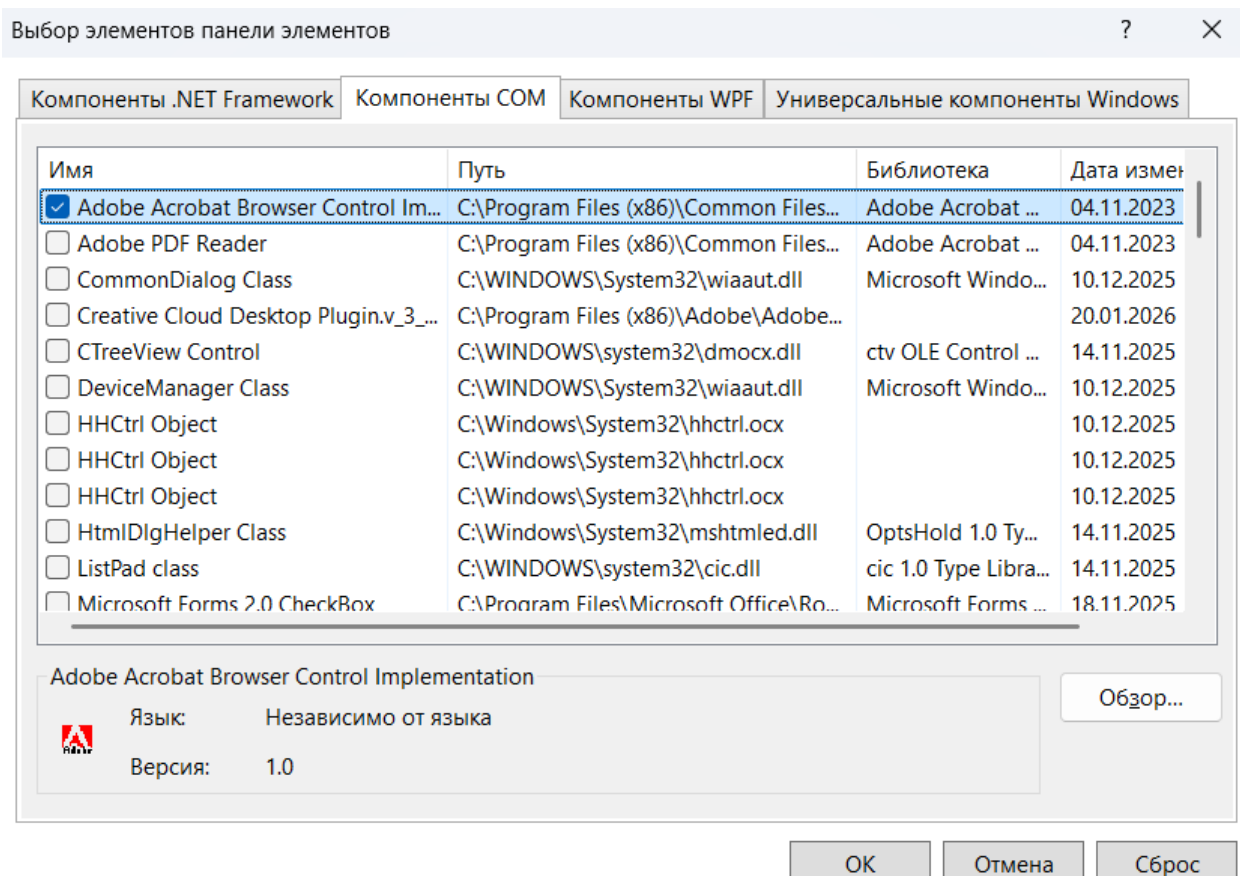 Выбор элементов панели элементов ?
Компоненты .NET Framework Компоненты COM Компоненты WPF Универсальные компоненты Windows
Имя Путь Библиотека Дата измен
Adobe Acrobat Browser Control Im... C:\Program Files (x86)\Common Files... Adobe Acrobat ... 04.11.2023
Adobe PDF Reader C:\Program Files (x86)\Common Files... Adobe Acrobat ... 04.11.2023
CommonDialog Class C:\WINDOWS\System32\wiaaut.dll Microsoft Windo... 10.12.2025
Creative Cloud Desktop Plugin.v_3_... C:\Program Files (x86)\Adobe\Adobe... 20.01.2026
CTreeView Control C:\WINDOWS\system32\dmocx.dll ctv OLE Control ... 14.11.2025
DeviceManager Class C:\WINDOWS\System32\wiaaut.dll Microsoft Windo... 10.12.2025
HHCtrl Object C:\Windows\System32\hhctrl.ocx 10.12.2025
HHCtrl Object C:\Windows\System32\hhctrl.ocx 10.12.2025
HHCtrl Object C:\Windows\System32\hhctrl.ocx 10.12.2025
HtmlDlgHelper Class C:\Windows\System32\mshtmled.dll OptsHold 1.0 Ty... 14.11.2025
ListPad class C:\WINDOWS\system32\cic.dll cic 1.0 Type Libra... 14.11.2025
Microsoft Forms 2.0 CheckBox C:\Program Files\Microsoft Office\Ro... Microsoft Forms ... 18.11.2025
Adobe Acrobat Browser Control Implementation
Обзор...
Язык: Независимо от языка
Adobe
Версия: 1.0
ОК Отмена Сброс